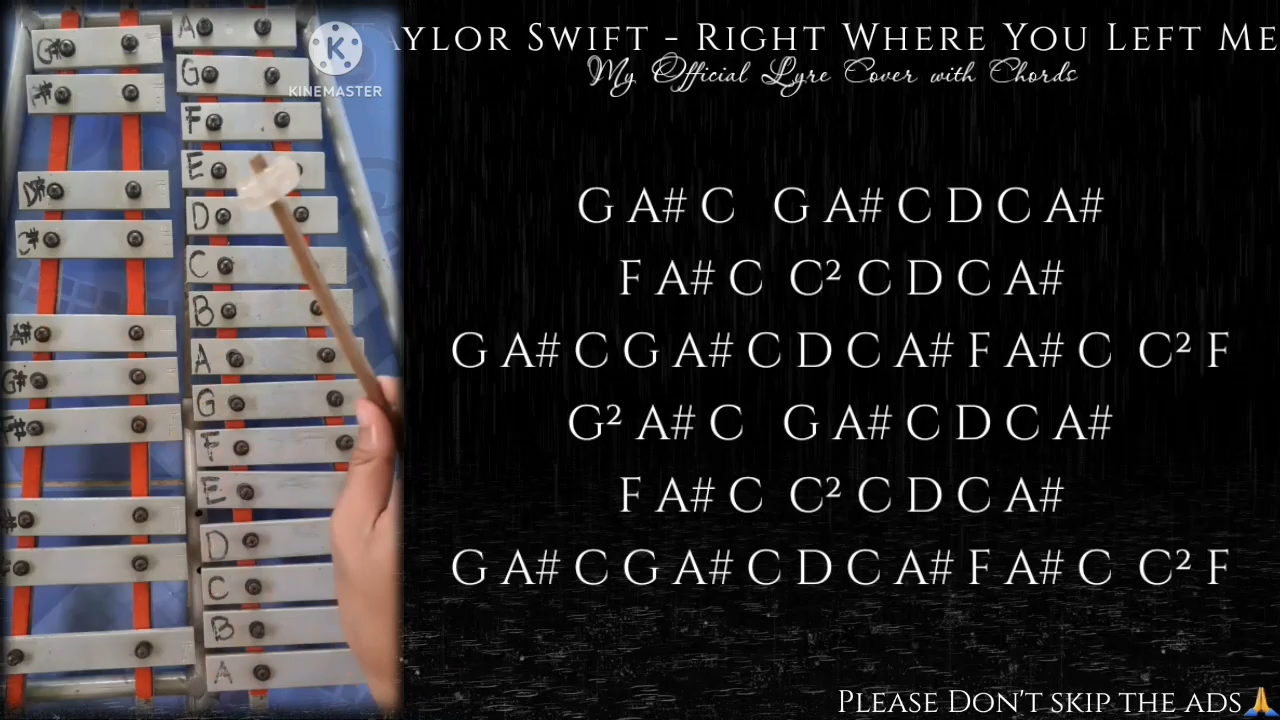 TAYLOR SWIFT - RIGHT WHERE YOU LEFT ME
My Official Lyre Cover with Chords
KINEMASTER
G A# C G A# C D C A#
F A# C C² C D C A#
G A# C G A# C D C A# F A# C C² F
G² A# C G A# C D C A#
F A# C C² C D C A#
G A# C G A# C D C A# F A# C C² F
PLEASE DON'T SKIP THE ADS🙏
G#
#
D#
C#
A#
G#
F#
#
#
A
G
F
E
D
C
B
A
G
F
E
D
C
B
A